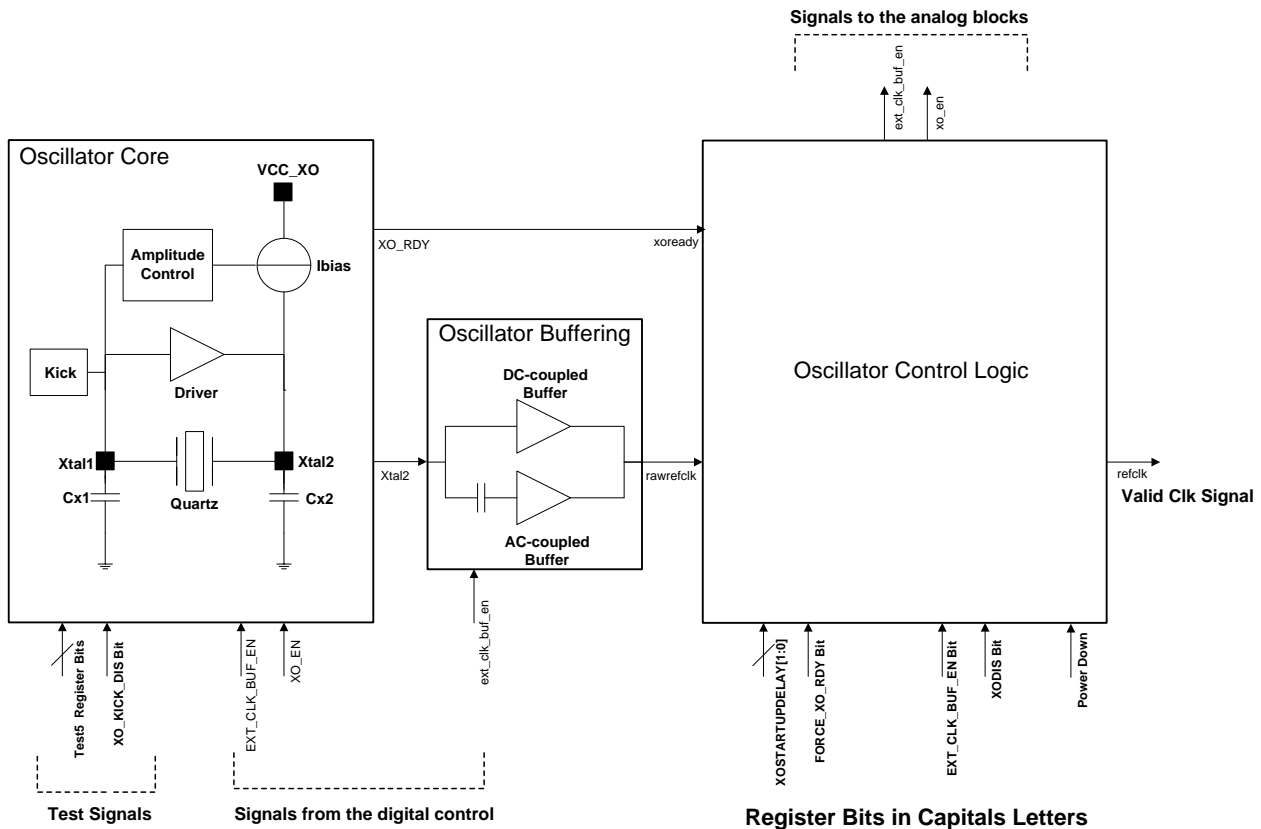 Signals to the analog blocks
ext_clk_buf_en
xo_en
Oscillator Core
VCC_XO
Amplitude
Control
Ibias
Kick
Driver
Xtal1
Xtal2
Cx1
Quartz
Cx2
XO_RDY
xoready
Oscillator Buffering
DC-coupled
Buffer
AC-coupled
Buffer
Xtal2
rawrefclk
Oscillator Control Logic
refclk
Valid Clk Signal
Test5 Register Bits
XO_KICK_DIS Bit
EXT_CLK_BUF_EN
XO_EN
ext_clk_buf_en
XOSTARTUPDELAY[1:0]
FORCE_XO_RDY Bit
EXT_CLK_BUF_EN Bit
XODIS Bit
Power Down
Test Signals
Signals from the digital control
Register Bits in Capitals Letters